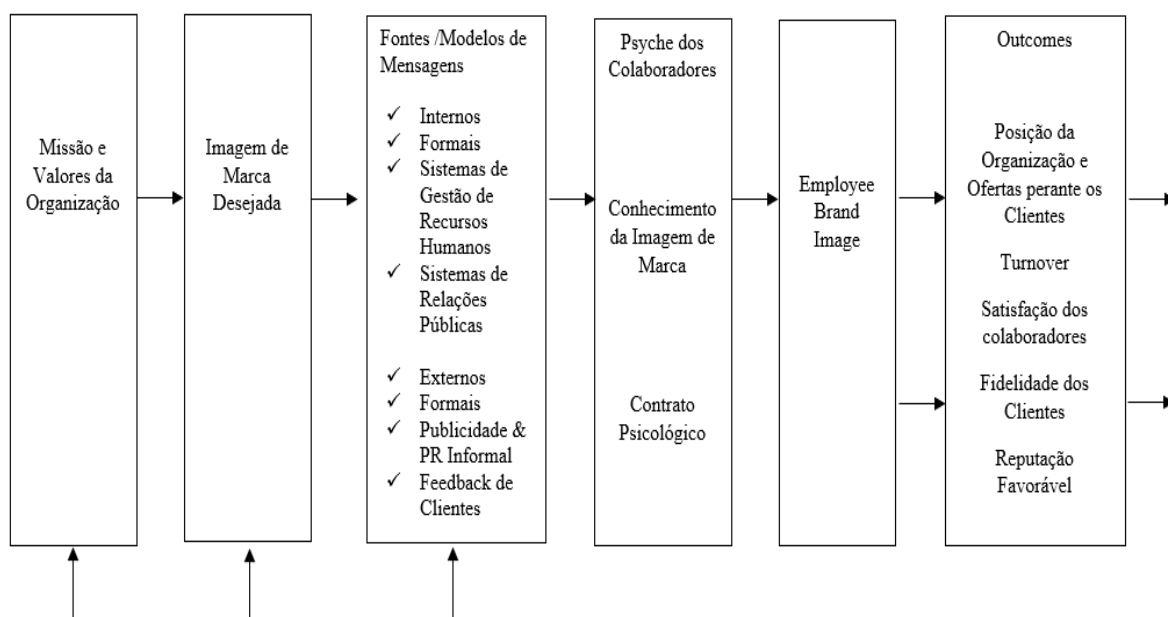 Missão e
Valores da
Organização
Imagem de
Marca
Desejada
Fontes /Modelos de
Mensagens
✓ Internos
✓ Formais
✓ Sistemas de
Gestão de
Recursos
Humanos
✓ Sistemas de
Relações
Públicas
✓ Externos
✓ Formais
✓ Publicidade &
PR Informal
✓ Feedback de
Clientes
Psyche dos
Colaboradores
Conhecimento
da Imagem de
Marca
Contrato
Psicológico
Employee
Brand
Image
Outcomes
Posição da
Organização e
Ofertas perante os
Clientes
Turnover
Satisfação dos
colaboradores
Fidelidade dos
Clientes
Reputação
Favorável